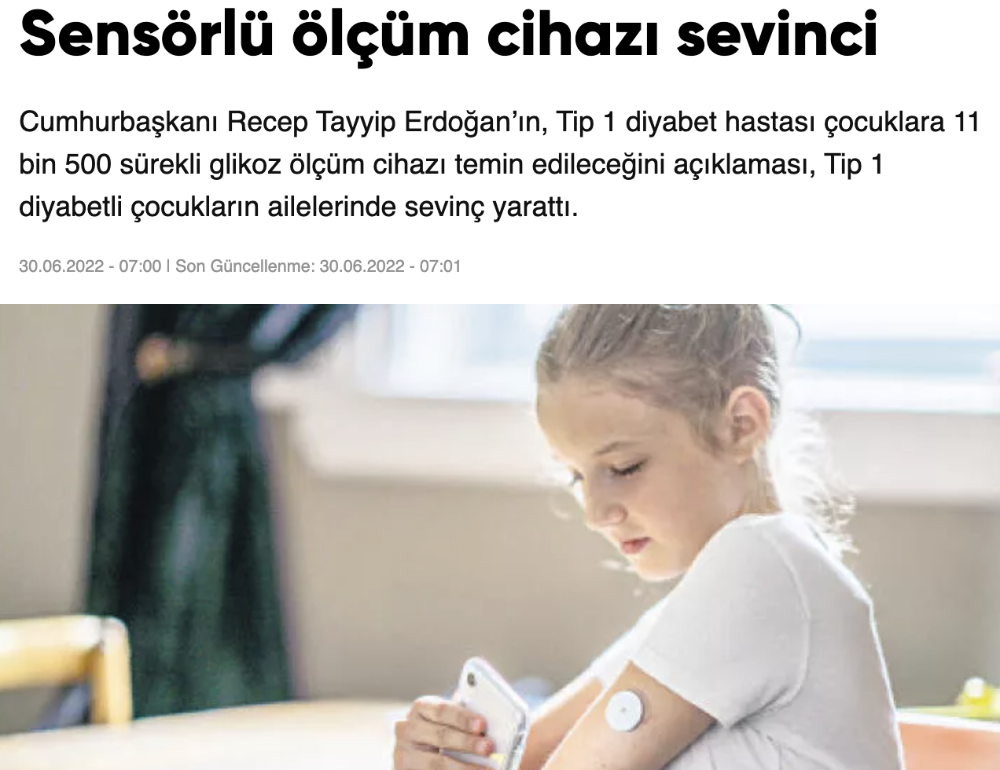 Sensörlü ölçüm cihazı sevinci
Cumhurbaşkanı Recep Tayyip Erdoğan’ın, Tip 1 diyabet hastası çocuklara 11
bin 500 sürekli glikoz ölçüm cihazı temin edileceğini açıklaması, Tip 1
diyabetli çocukların ailelerinde sevinç yarattı.
30.06.2022 - 07:00 | Son Güncellenme: 30.06.2022 - 07:01